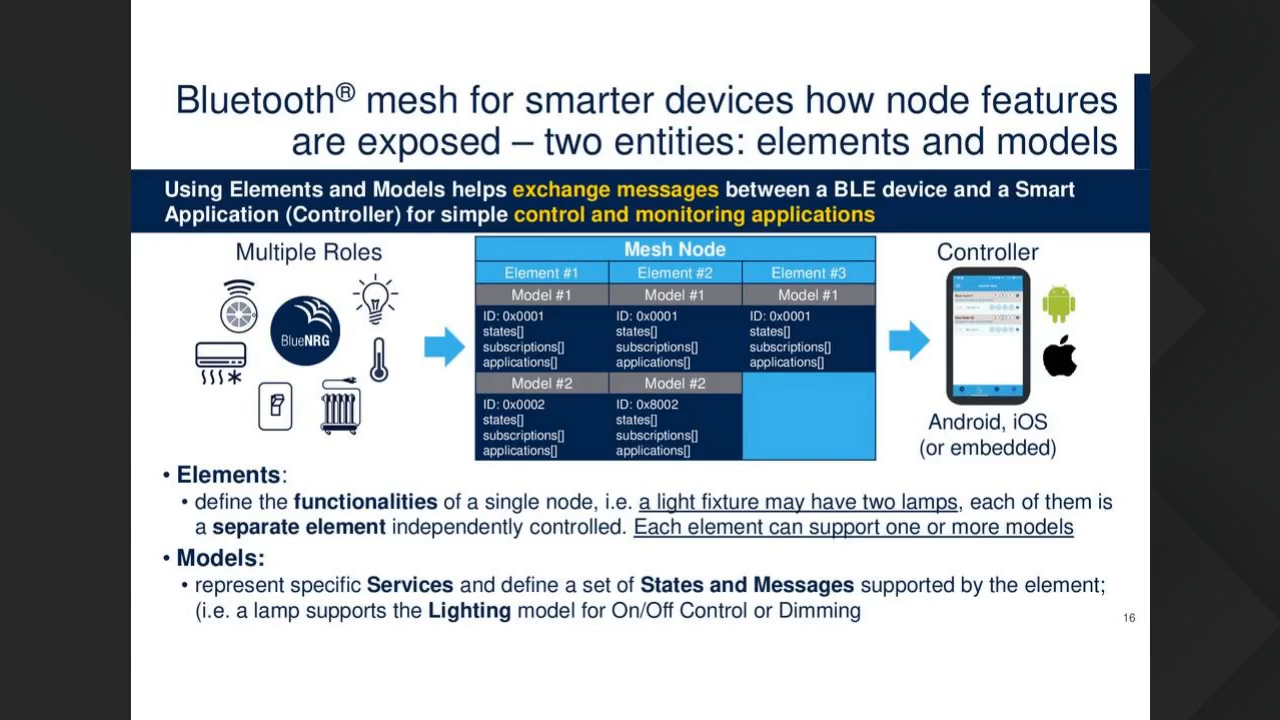 Bluetooth® mesh for smarter devices how node features
are exposed – two entities: elements and models
Using Elements and Models helps exchange messages between a BLE device and a Smart
Application (Controller) for simple control and monitoring applications
Multiple Roles
BlueNRG
Mesh Node
Element #1 Element #2 Element #3
Model #1 Model #1 Model #1
ID: 0x0001 ID: 0x0001 ID: 0x0001
states[] states[] states[]
subscriptions[] subscriptions[] subscriptions[]
applications[] applications[] applications[]
Model #2 Model #2
ID: 0x0002 ID: 0x8002
states[] states[]
subscriptions[] subscriptions[]
applications[] applications[]
Controller
Android, iOS
(or embedded)
• Elements:
• define the functionalities of a single node, i.e. a light fixture may have two lamps, each of them is
a separate element independently controlled. Each element can support one or more models
• Models:
• represent specific Services and define a set of States and Messages supported by the element;
(i.e. a lamp supports the Lighting model for On/Off Control or Dimming
16